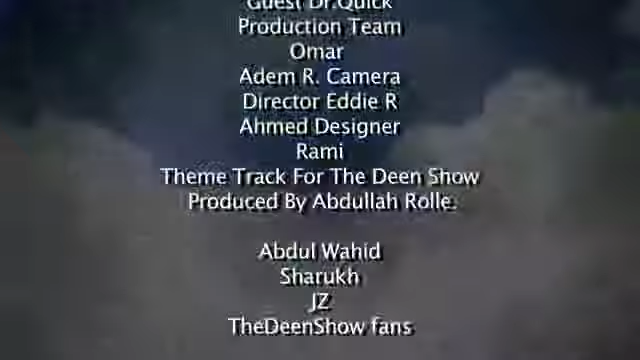 Guest Dr.Quick
Production Team
Omar
Adem R. Camera
Director Eddie R
Ahmed Designer
Rami
Theme Track For The Deen Show
Produced By Abdullah Rolle.
Abdul Wahid
Sharukh
JZ
TheDeenShow fans